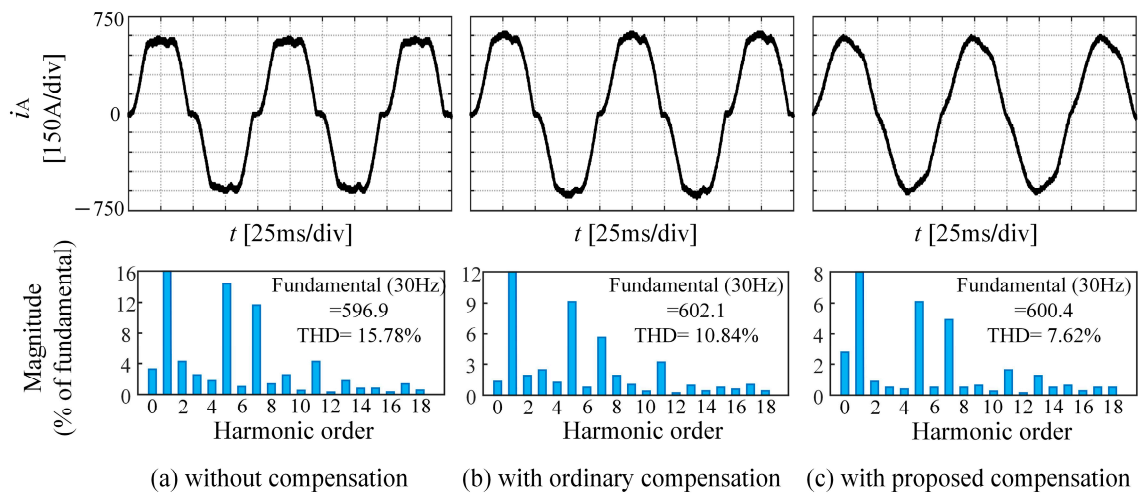 750
0
−750
iA
[150A/div]
t [25ms/div]
t [25ms/div]
t [25ms/div]
Magnitude
(% of fundamental)
16
12
8
4
0
Fundamental (30Hz)
=596.9
THD= 15.78%
0 2 4 6 8 10 12 14 16 18
Harmonic order
12
9
6
3
0
Fundamental (30Hz)
=602.1
THD= 10.84%
0 2 4 6 8 10 12 14 16 18
Harmonic order
8
6
4
2
0
Fundamental (30Hz)
=600.4
THD= 7.62%
0 2 4 6 8 10 12 14 16 18
Harmonic order
(a) without compensation
(b) with ordinary compensation
(c) with proposed compensation